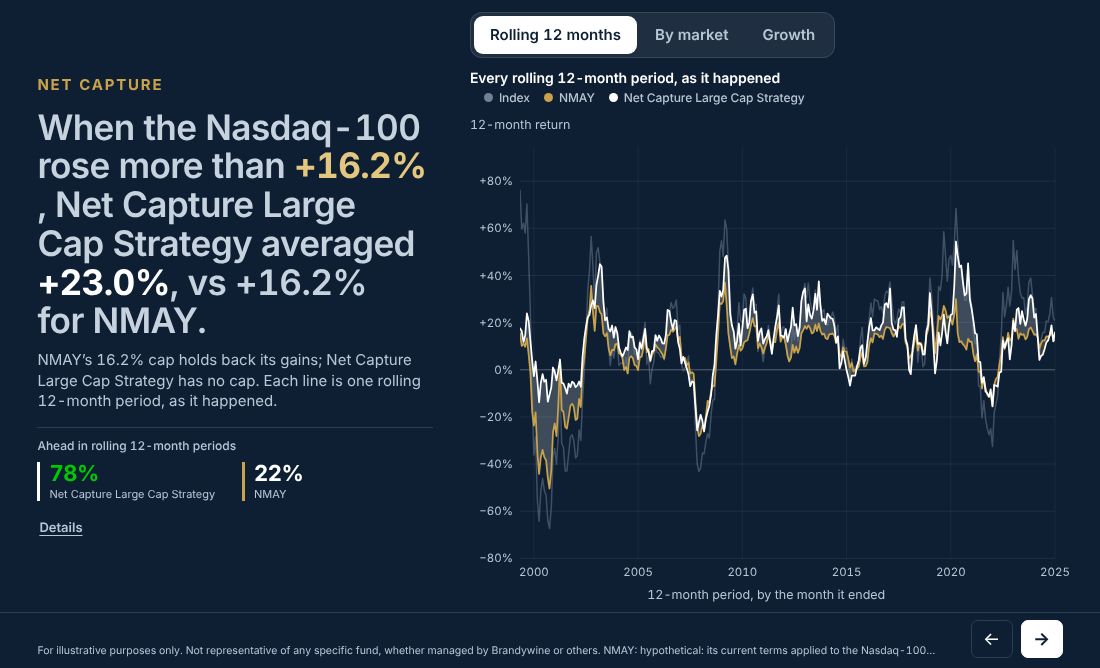 Rolling 12 months
By market
Growth
NET CAPTURE
When the Nasdaq-100
rose more than +16.2%
, Net Capture Large
Cap Strategy averaged
+23.0%, vs +16.2%
for NMAY.
NMAY’s 16.2% cap holds back its gains; Net Capture
Large Cap Strategy has no cap. Each line is one rolling
12-month period, as it happened.
Ahead in rolling 12-month periods
78%
Net Capture Large Cap Strategy
22%
NMAY
Details
Every rolling 12-month period, as it happened
Index
NMAY
Net Capture Large Cap Strategy
12-month return
+80%
+60%
+40%
+20%
0%
−20%
−40%
−60%
−80%
2000
2005
2010
2015
2020
2025
12-month period, by the month it ended
For illustrative purposes only. Not representative of any specific fund, whether managed by Brandywine or others. NMAY: hypothetical: its current terms applied to the Nasdaq-100...